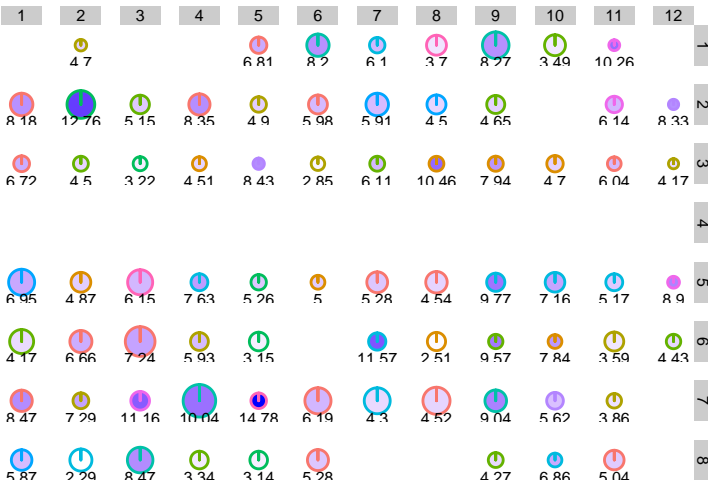 1 2 3 4 5 6 7 8 9 10 11 12
4.7 6.81 8.2 6.1 3.7 8.27 3.49 10.26 1
8.18 12.76 5.15 8.35 4.9 5.98 5.91 4.5 4.65 6.14 8.33 2
6.72 4.5 3.22 4.51 8.43 2.85 6.11 10.46 7.94 4.7 6.04 4.17 3
4
6.95 4.87 6.15 7.63 5.26 5 5.28 4.54 9.77 7.16 5.17 8.9 5
4.17 6.66 7.24 5.93 3.15 11.57 2.51 9.57 7.84 3.59 4.43 6
8.47 7.29 11.16 10.04 14.78 6.19 4.3 4.52 9.04 5.62 3.86 7
5.87 2.29 8.47 3.34 3.14 5.28 4.27 6.86 5.04 8